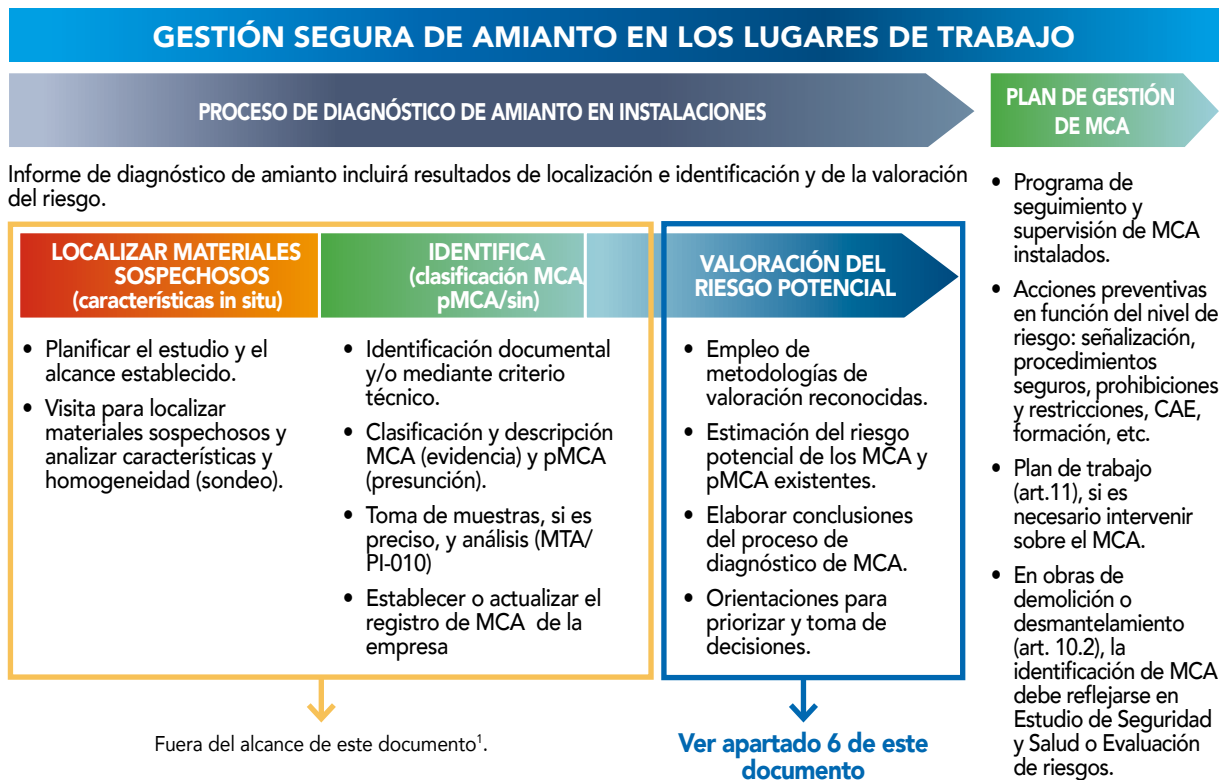 GESTIÓN SEGURA DE AMIANTO EN LOS LUGARES DE TRABAJO
PROCESO DE DIAGNÓSTICO DE AMIANTO EN INSTALACIONES
Informe de diagnóstico de amianto incluirá resultados de localización e identificación y de la valoración
del riesgo.
LOCALIZAR MATERIALES
SOSPECHOSOS
(características in situ)
• Planificar el estudio y el
alcance establecido.
• Visita para localizar
materiales sospechosos y
analizar características y
homogeneidad (sondeo).
IDENTIFICA
(clasificación MCA
pMCA/sin)
• Identificación documental
y/o mediante criterio
técnico.
• Clasificación y descripción
MCA (evidencia) y pMCA
(presunción).
• Toma de muestras, si es
preciso, y análisis (MTA/
PI-010)
• Establecer o actualizar el
registro de MCA de la
empresa
Fuera del alcance de este documento¹.
VALORACIÓN DEL
RIESGO POTENCIAL
• Empleo de
metodologías de
valoración reconocidas.
• Estimación del riesgo
potencial de los MCA y
pMCA existentes.
• Elaborar conclusiones
del proceso de
diagnóstico de MCA.
• Orientaciones para
priorizar y toma de
decisiones.
Ver apartado 6 de este
documento
PLAN DE GESTIÓN
DE MCA
• Programa de
seguimiento y
supervisión de MCA
instalados.
• Acciones preventivas
en función del nivel de
riesgo: señalización,
procedimientos
seguros, prohibiciones
y restricciones, CAE,
formación, etc.
• Plan de trabajo
(art.11), si es
necesario intervenir
sobre el MCA.
• En obras de
demolición o
desmantelamiento
(art. 10.2), la
identificación de MCA
debe reflejarse en
Estudio de Seguridad
y Salud o Evaluación
de riesgos.